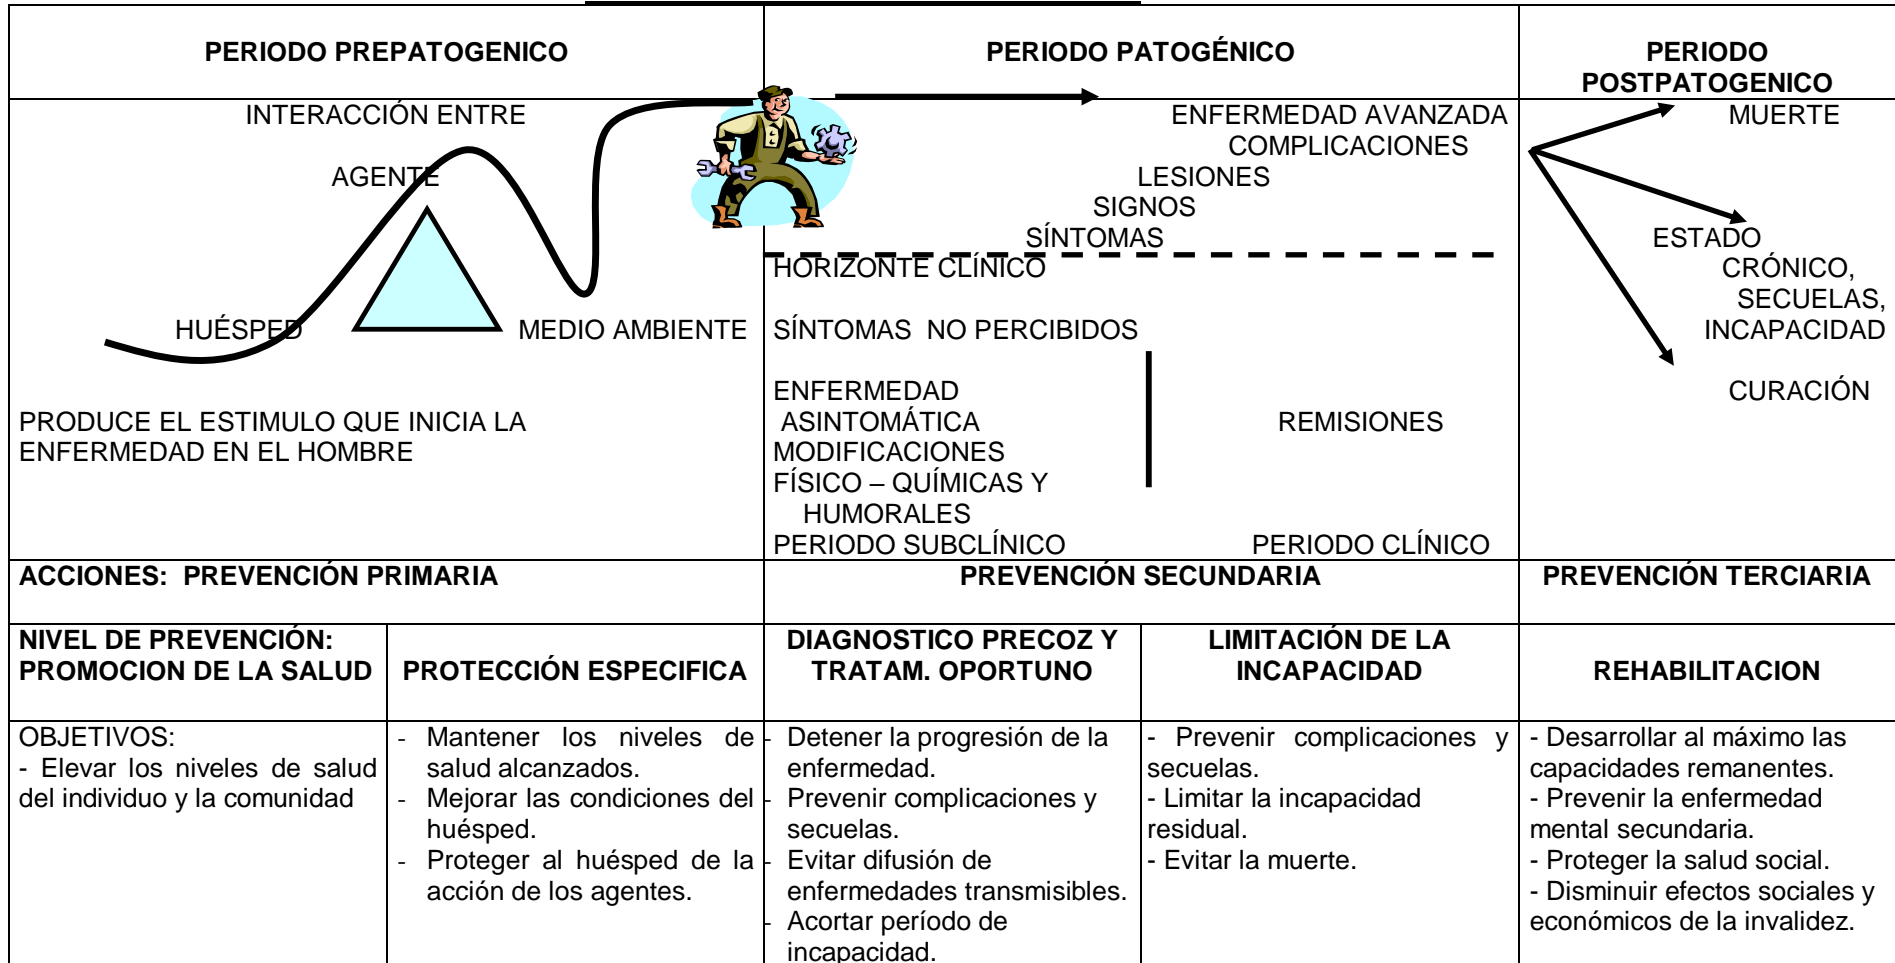 PERIODO PREPATOGENICO
PERIODO PATOGÉNICO
PERIODO
POSTPATOGENICO
INTERACCIÓN ENTRE
AGENTE
HUÉSPED
MEDIO AMBIENTE
PRODUCE EL ESTIMULO QUE INICIA LA
ENFERMEDAD EN EL HOMBRE
ENFERMEDAD AVANZADA
COMPLICACIONES
LESIONES
SIGNOS
SÍNTOMAS
HORIZONTE CLÍNICO
SÍNTOMAS NO PERCIBIDOS
ENFERMEDAD
ASINTOMÁTICA
MODIFICACIONES
FÍSICO – QUÍMICAS Y
HUMORALES
PERIODO SUBCLÍNICO
REMISIONES
PERIODO CLÍNICO
MUERTE
ESTADO
CRÓNICO,
SECUELAS,
INCAPACIDAD
CURACIÓN
ACCIONES: PREVENCIÓN PRIMARIA
PREVENCIÓN SECUNDARIA
PREVENCIÓN TERCIARIA
NIVEL DE PREVENCIÓN:
PROMOCION DE LA SALUD
PROTECCIÓN ESPECIFICA
DIAGNOSTICO PRECOZ Y
TRATAM. OPORTUNO
LIMITACIÓN DE LA
INCAPACIDAD
REHABILITACION
OBJETIVOS:
- Elevar los niveles de salud
del individuo y la comunidad
- Mantener los niveles de
salud alcanzados.
- Mejorar las condiciones del
huésped.
- Proteger al huésped de la
acción de los agentes.
- Detener la progresión de la
enfermedad.
- Prevenir complicaciones y
secuelas.
- Evitar difusión de
enfermedades transmisibles.
- Acortar período de
incapacidad.
- Prevenir complicaciones y
secuelas.
- Limitar la incapacidad
residual.
- Evitar la muerte.
- Desarrollar al máximo las
capacidades remanentes.
- Prevenir la enfermedad
mental secundaria.
- Proteger la salud social.
- Disminuir efectos sociales y
económicos de la invalidez.